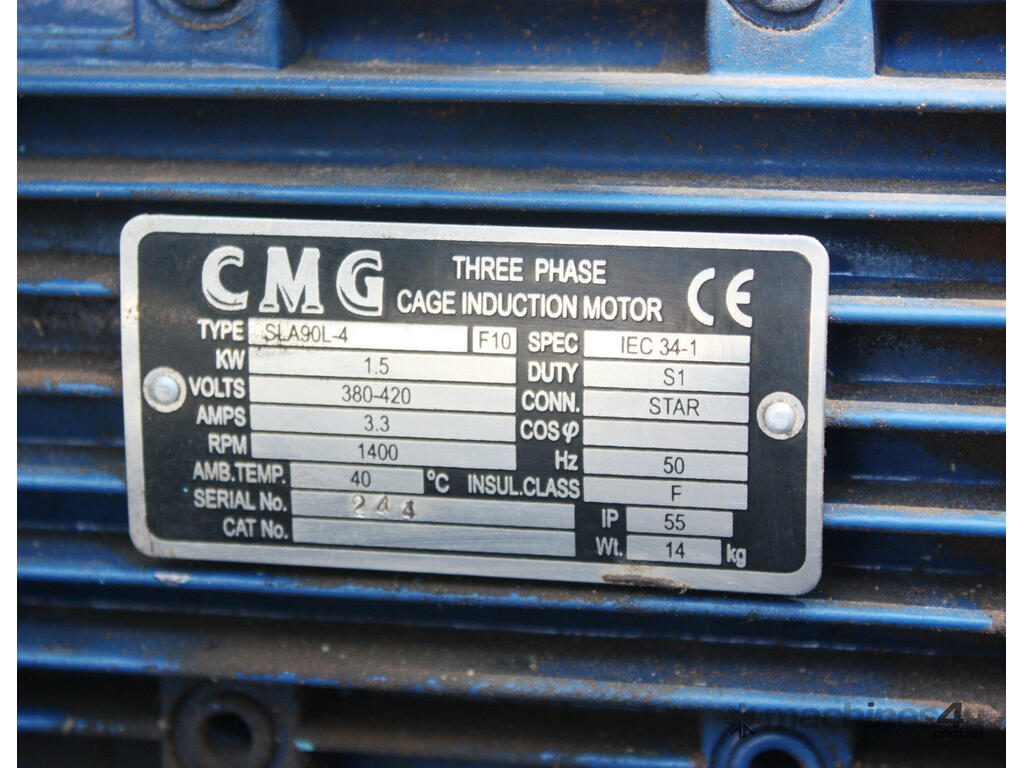 CMG THREE PHASE CE
CAGE INDUCTION MOTOR
TYPE SLA90L-4 F10 SPEC IEC 34-1
KW 1.5 DUTY S1
VOLTS 380-420 CONN. STAR
AMPS 3.3 COSφ
RPM 1400 Hz 50
AMB.TEMP. 40 °C INSUL.CLASS F
SERIAL No. 244 IP 55
CAT No. Wt. 14 kg
machines4u
.com.au